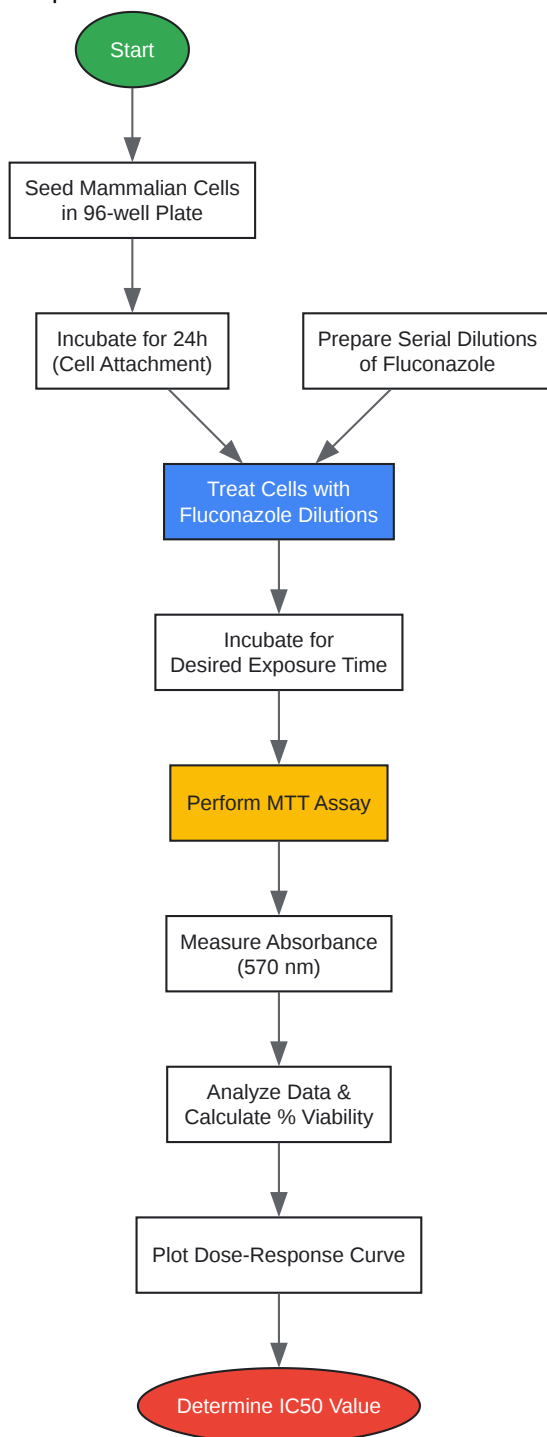 Start
Seed Mammalian Cells
in 96-well Plate
Incubate for 24h
(Cell Attachment)
Prepare Serial Dilutions
of Fluconazole
Treat Cells with
Fluconazole Dilutions
Incubate for
Desired Exposure Time
Perform MTT Assay
Measure Absorbance
(570 nm)
Analyze Data &
Calculate % Viability
Plot Dose-Response Curve
Determine IC50 Value